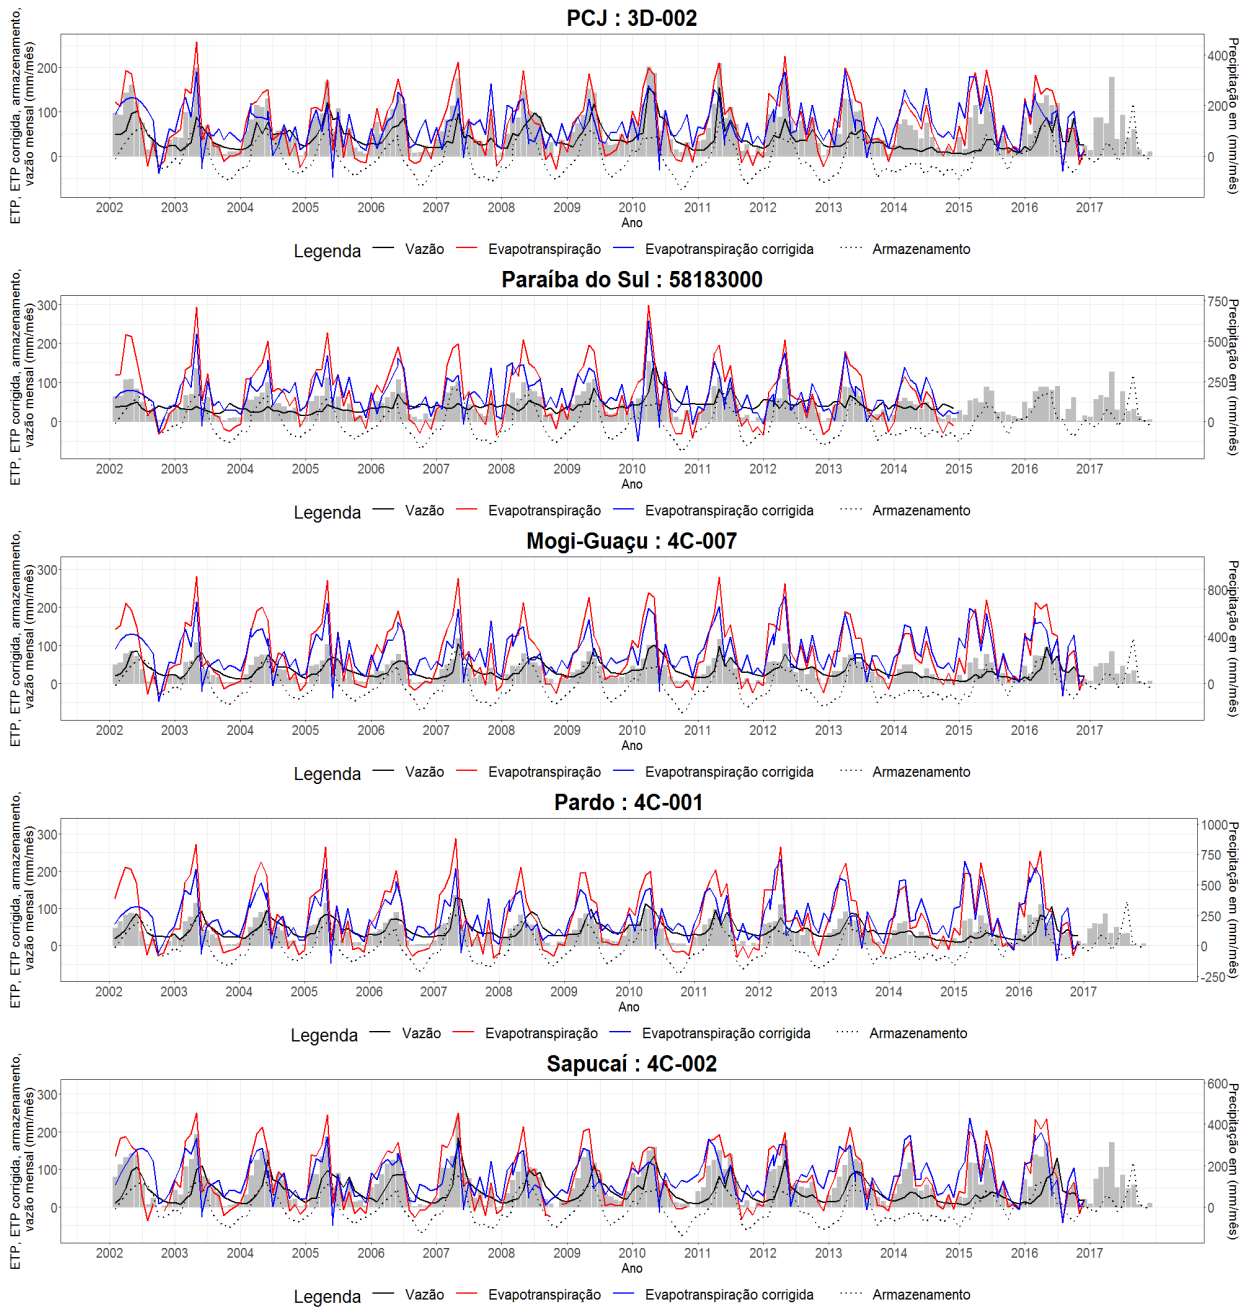 PCJ : 3D-002
ETP, ETP corrigida, armazenamento,
vazão mensal (mm/mês)
200
100
0
400
200
0
Precipitação em (mm/mês)
2002 2003 2004 2005 2006 2007 2008 2009 2010 2011 2012 2013 2014 2015 2016 2017
Ano
Legenda Vazão Evapotranspiração Evapotranspiração corrigida Armazenamento
Paraíba do Sul : 58183000
ETP, ETP corrigida, armazenamento,
vazão mensal (mm/mês)
300
200
100
0
750
500
250
0
Precipitação em (mm/mês)
2002 2003 2004 2005 2006 2007 2008 2009 2010 2011 2012 2013 2014 2015 2016 2017
Ano
Legenda Vazão Evapotranspiração Evapotranspiração corrigida Armazenamento
Mogi-Guaçu : 4C-007
ETP, ETP corrigida, armazenamento,
vazão mensal (mm/mês)
300
200
100
0
800
400
0
Precipitação em (mm/mês)
2002 2003 2004 2005 2006 2007 2008 2009 2010 2011 2012 2013 2014 2015 2016 2017
Ano
Legenda Vazão Evapotranspiração Evapotranspiração corrigida Armazenamento
Pardo : 4C-001
ETP, ETP corrigida, armazenamento,
vazão mensal (mm/mês)
300
200
100
0
1000
750
500
250
0
-250
Precipitação em (mm/mês)
2002 2003 2004 2005 2006 2007 2008 2009 2010 2011 2012 2013 2014 2015 2016 2017
Ano
Legenda Vazão Evapotranspiração Evapotranspiração corrigida Armazenamento
Sapucaí : 4C-002
ETP, ETP corrigida, armazenamento,
vazão mensal (mm/mês)
300
200
100
0
600
400
200
0
Precipitação em (mm/mês)
2002 2003 2004 2005 2006 2007 2008 2009 2010 2011 2012 2013 2014 2015 2016 2017
Ano
Legenda Vazão Evapotranspiração Evapotranspiração corrigida Armazenamento